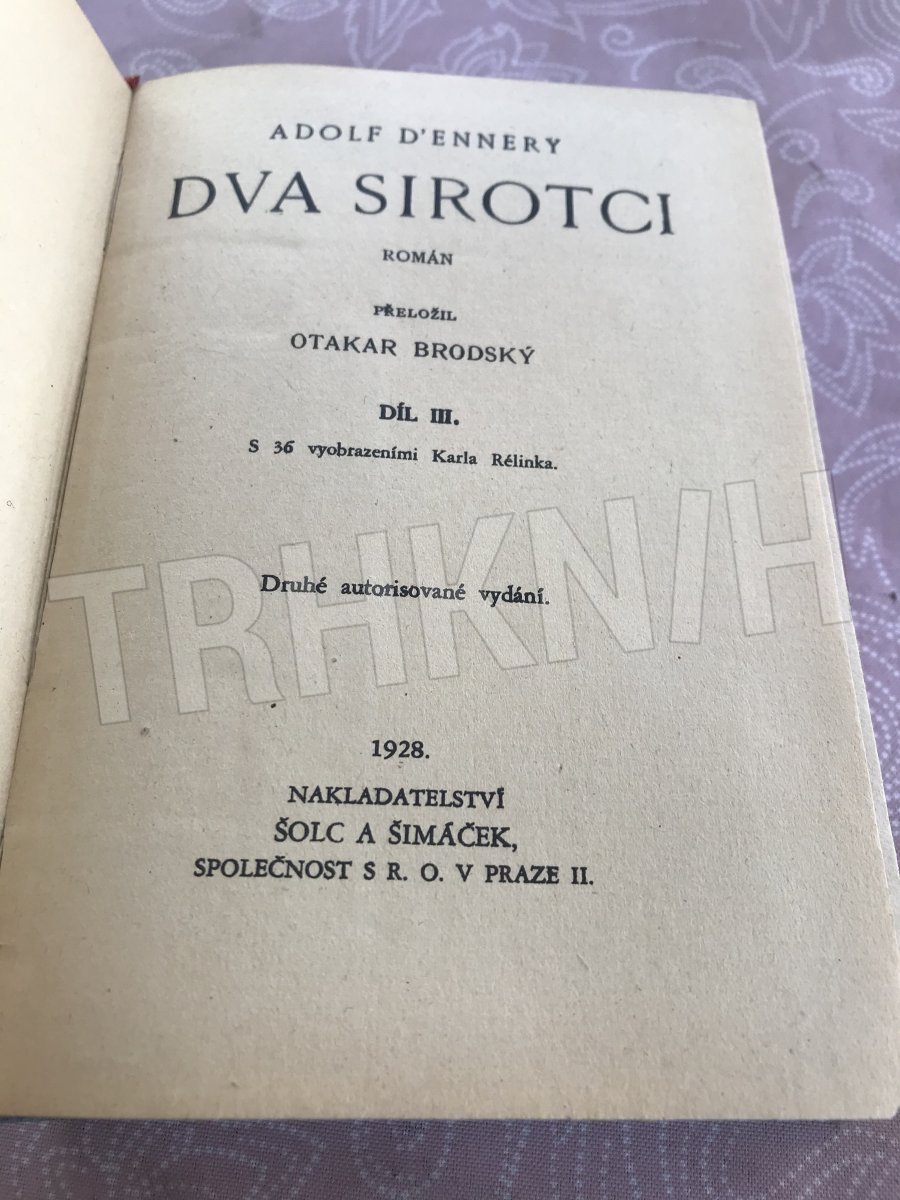 ADOLF D'ENNERY
DVA SIROTCI
ROMÁN
PŘELOŽIL
OTAKAR BRODSKÝ
DÍL III.
S 36 vyobrazeními Karla Rélinka.
TRHKNIH
Druhé autorisované vydání.
1928.
NAKLADATELSTVÍ
ŠOLC A ŠIMÁČEK,
SPOLEČNOST S R. O. V PRAZE II.